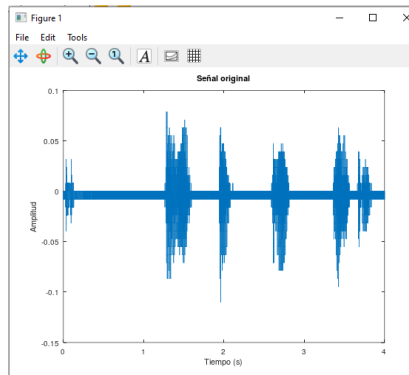 Figure 1
File Edit Tools
1 A
Señal original
0.1
0.05
0
-0.05
-0.1
-0.15
Amplitud
0 1 2 3 4
Tiempo (s)